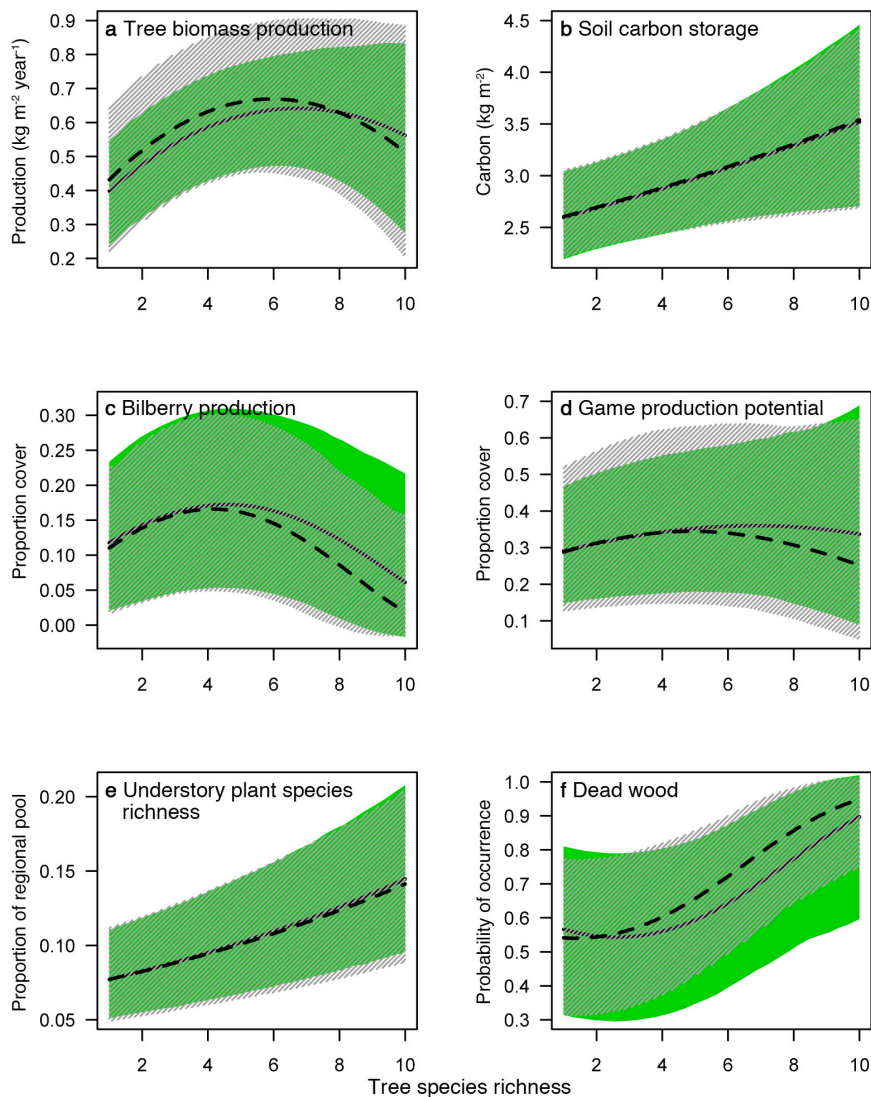 a Tree biomass production
Production (kg m⁻² year⁻¹)
0.9
0.8
0.7
0.6
0.5
0.4
0.3
0.2
2 4 6 8 10
b Soil carbon storage
Carbon (kg m⁻²)
4.5
4.0
3.5
3.0
2.5
2 4 6 8 10
c Bilberry production
Proportion cover
0.30
0.25
0.20
0.15
0.10
0.05
0.00
2 4 6 8 10
d Game production potential
Proportion cover
0.7
0.6
0.5
0.4
0.3
0.2
0.1
2 4 6 8 10
e Understory plant species
richness
Proportion of regional pool
0.20
0.15
0.10
0.05
2 4 6 8 10
f Dead wood
Probability of occurrence
1.0
0.9
0.8
0.7
0.6
0.5
0.4
0.3
2 4 6 8 10
Tree species richness